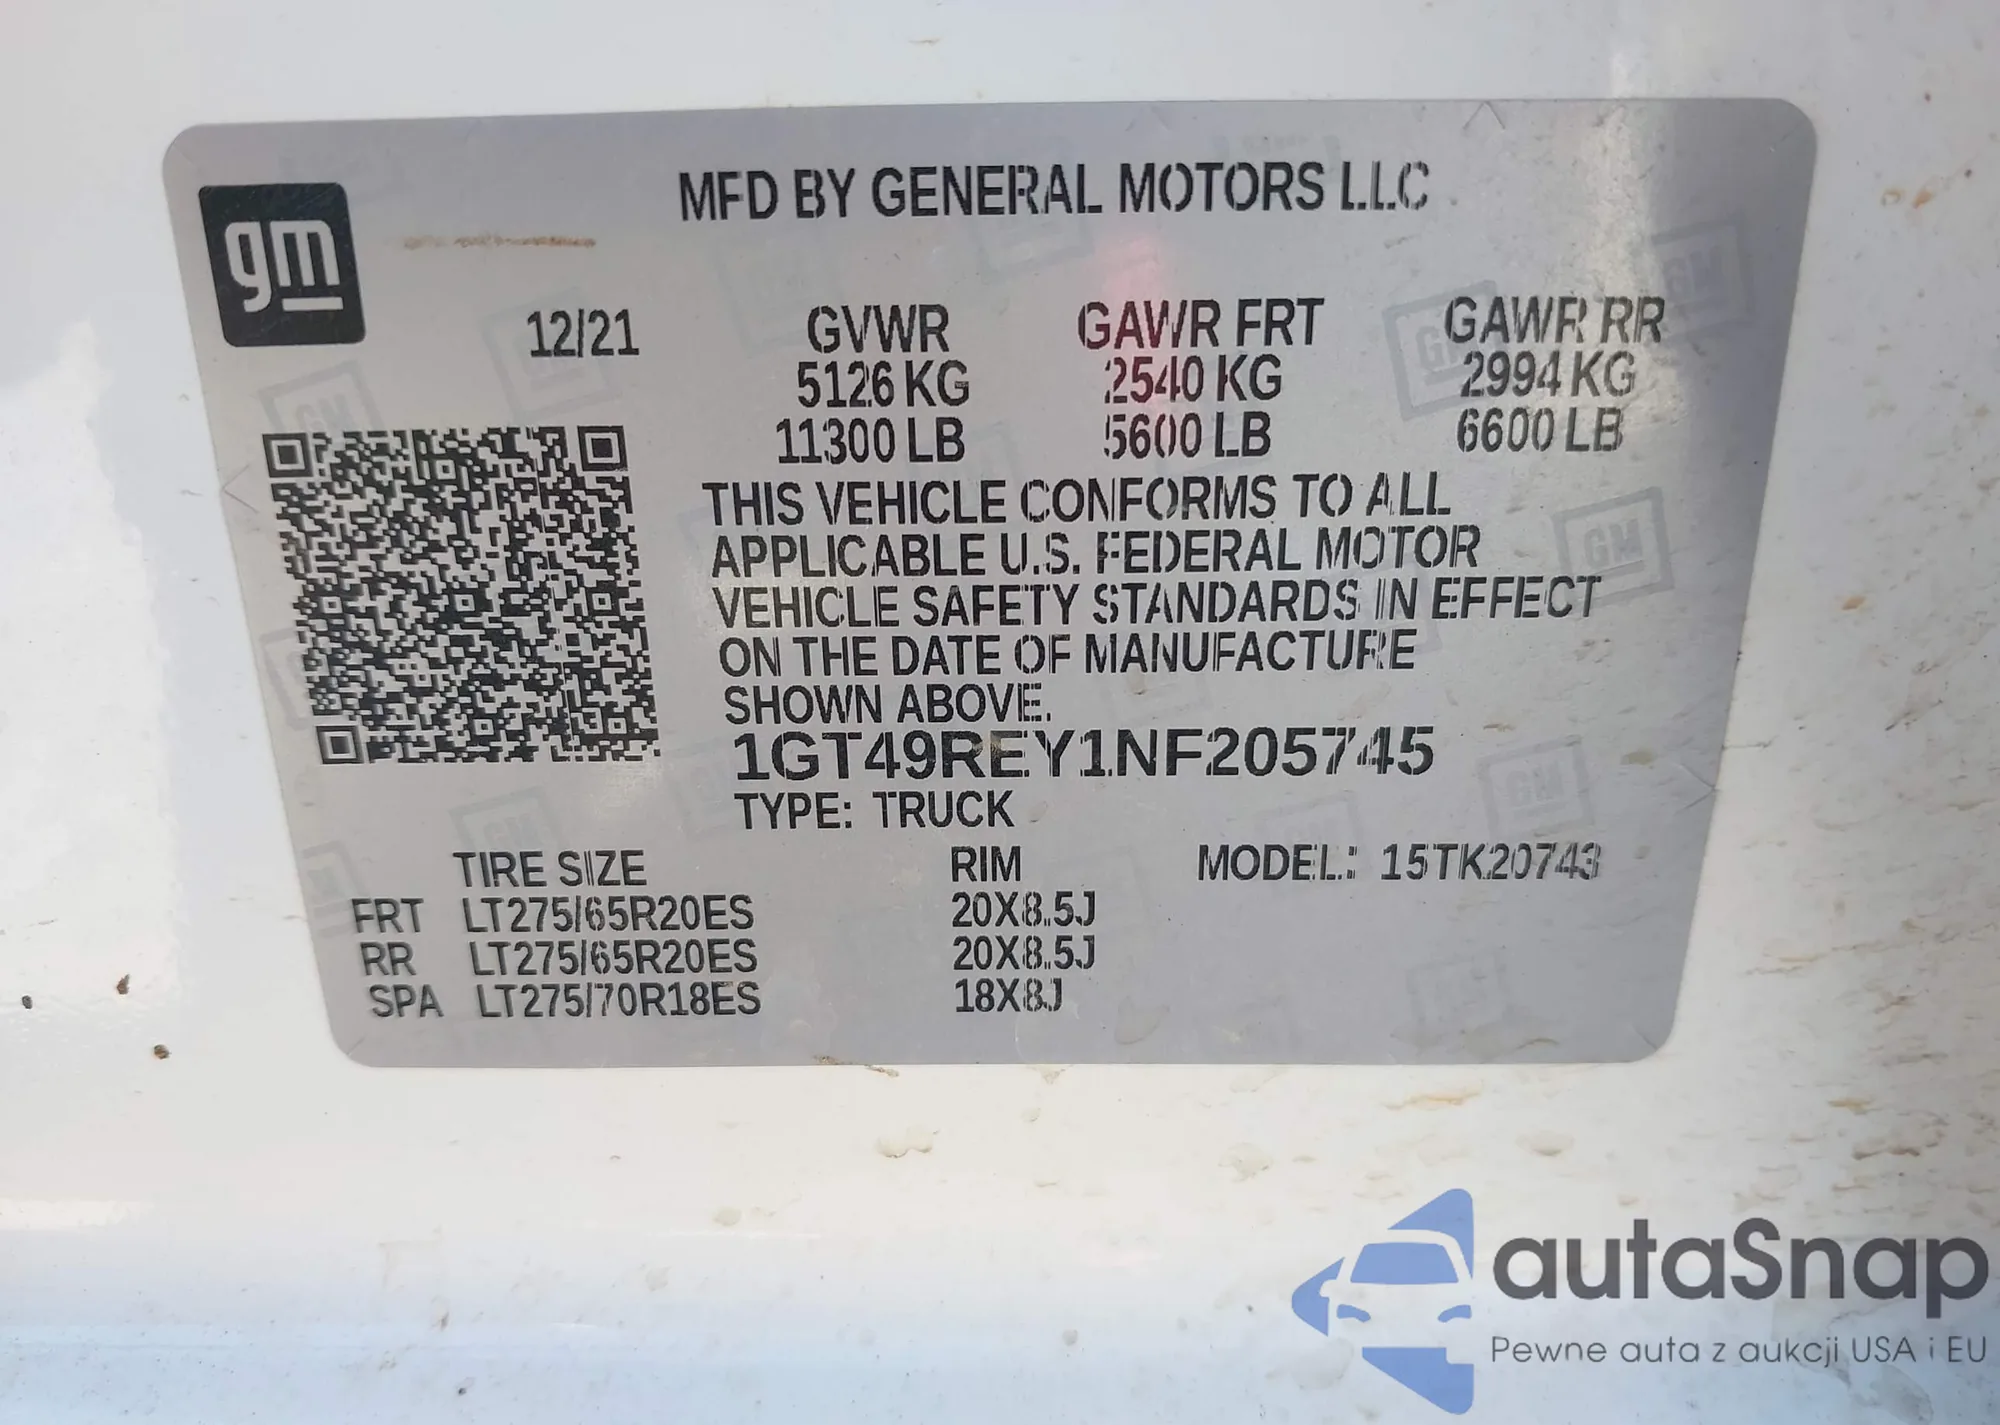 gm
MFD BY GENERAL MOTORS LLC
12/21 GVWR GAWR FRT GAWR RR
5126 KG 2540 KG 2994 KG
11300 LB 5600 LB 6600 LB
THIS VEHICLE CONFORMS TO ALL
APPLICABLE U.S. FEDERAL MOTOR
VEHICLE SAFETY STANDARDS IN EFFECT
ON THE DATE OF MANUFACTURE
SHOWN ABOVE.
1GT49REY1NF205745
TYPE: TRUCK
TIRE SIZE RIM MODEL: 15TK20743
FRT LT275/65R20ES 20X8.5J
RR LT275/65R20ES 20X8.5J
SPA LT275/70R18ES 18X8J
autaSnap
Pewne auta z aukcji USA i EU